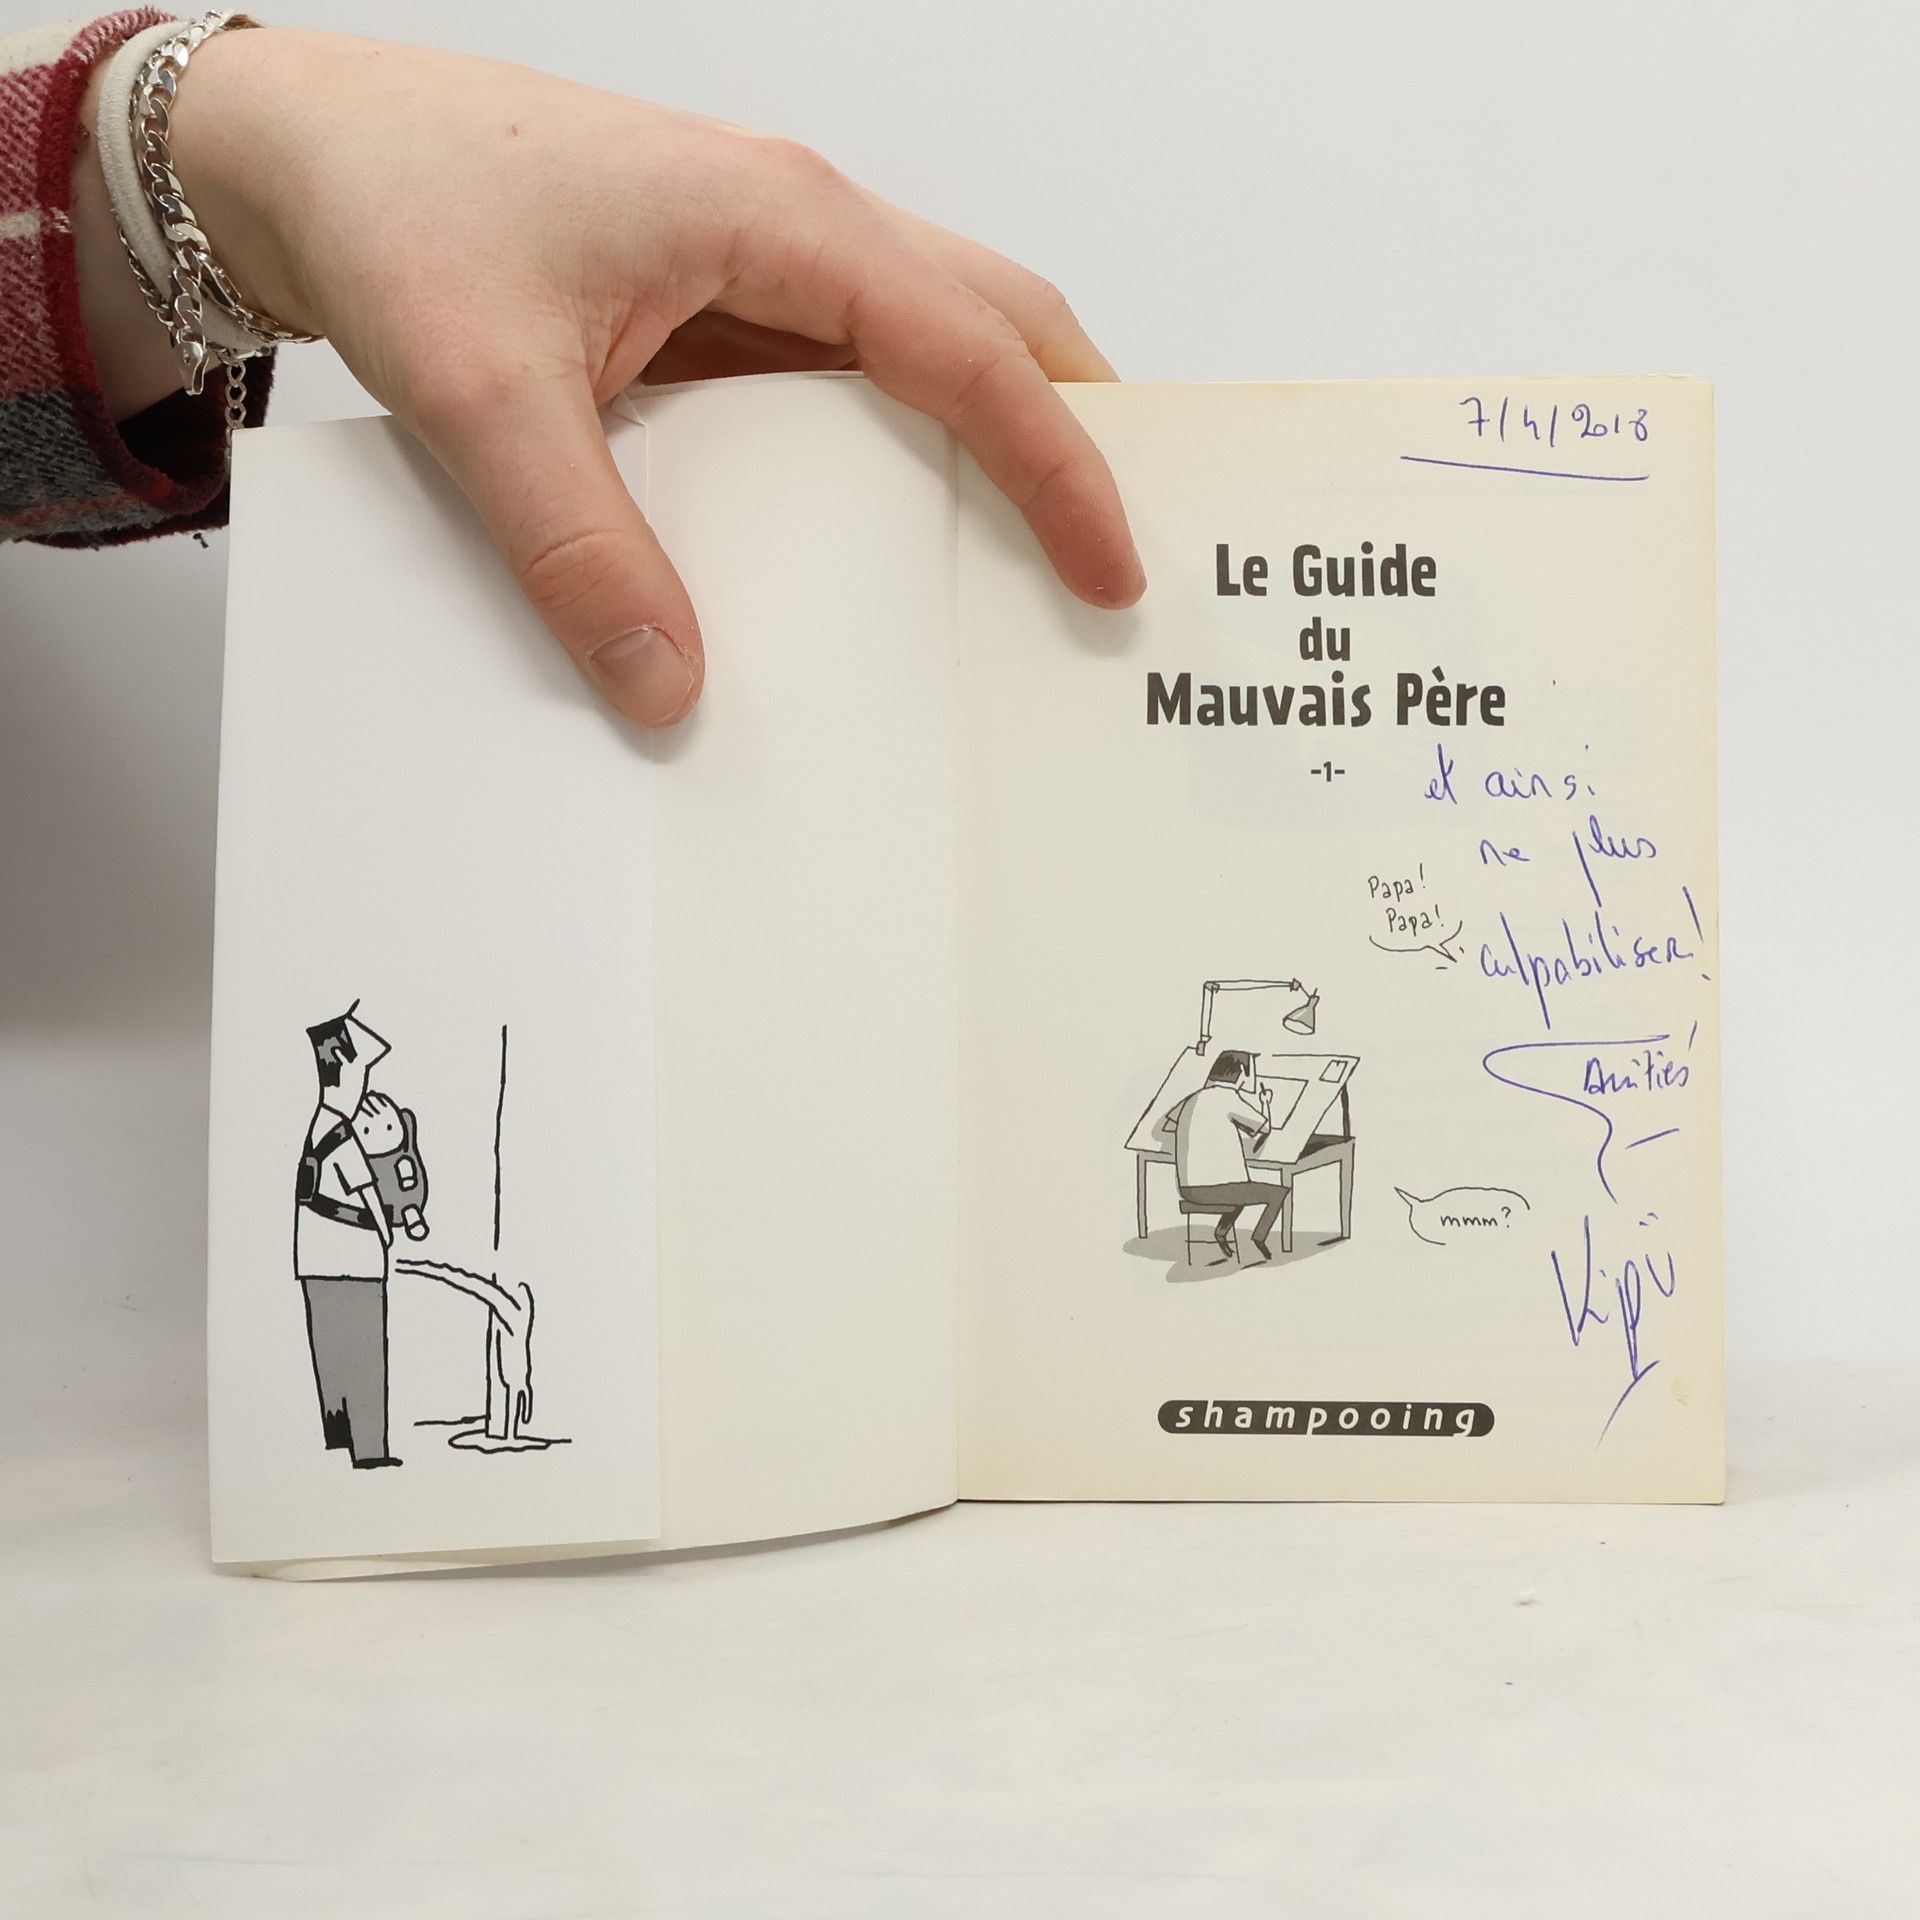 7/4/2018
Le Guide
du
Mauvais Père
-1-
et ainsi
ne plus
Papa!
Papa!
culpabiliser!
Amitiés
mmm?
Kipü
shampooing